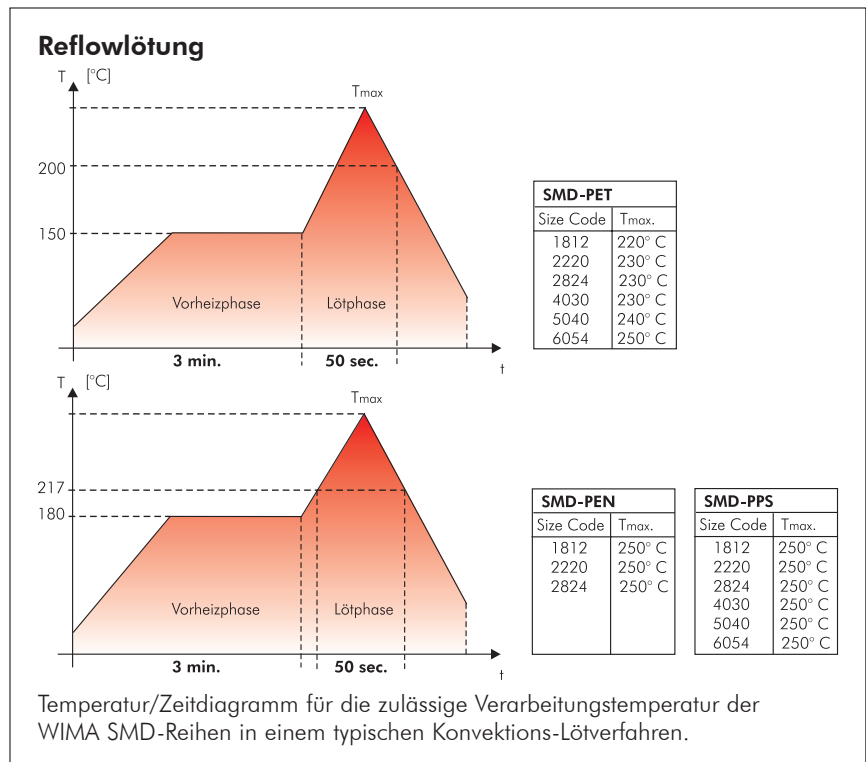 Reflowlötung
T [°C]
Tmax
200
150
Vorheizphase Lötphase
3 min. 50 sec.
t
SMD-PET
Size Code Tmax.
1812 220° C
2220 230° C
2824 230° C
4030 230° C
5040 240° C
6054 250° C
T [°C]
Tmax
217
180
Vorheizphase Lötphase
3 min. 50 sec.
t
SMD-PEN
Size Code Tmax.
1812 250° C
2220 250° C
2824 250° C
SMD-PPS
Size Code Tmax.
1812 250° C
2220 250° C
2824 250° C
4030 250° C
5040 250° C
6054 250° C
Temperatur/Zeitdiagramm für die zulässige Verarbeitungstemperatur der
WIMA SMD-Reihen in einem typischen Konvektions-Lötverfahren.